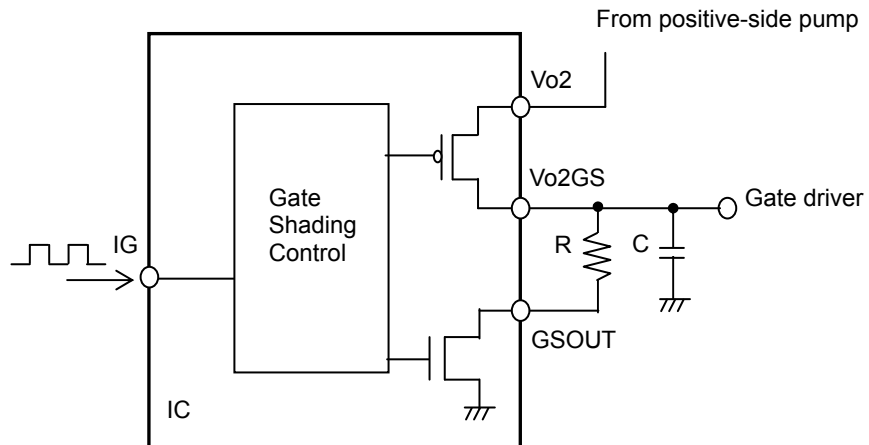 From positive-side pump
Vo2
Vo2GS
Gate driver
Gate
Shading
Control
IG
R
C
GSOUT
IC